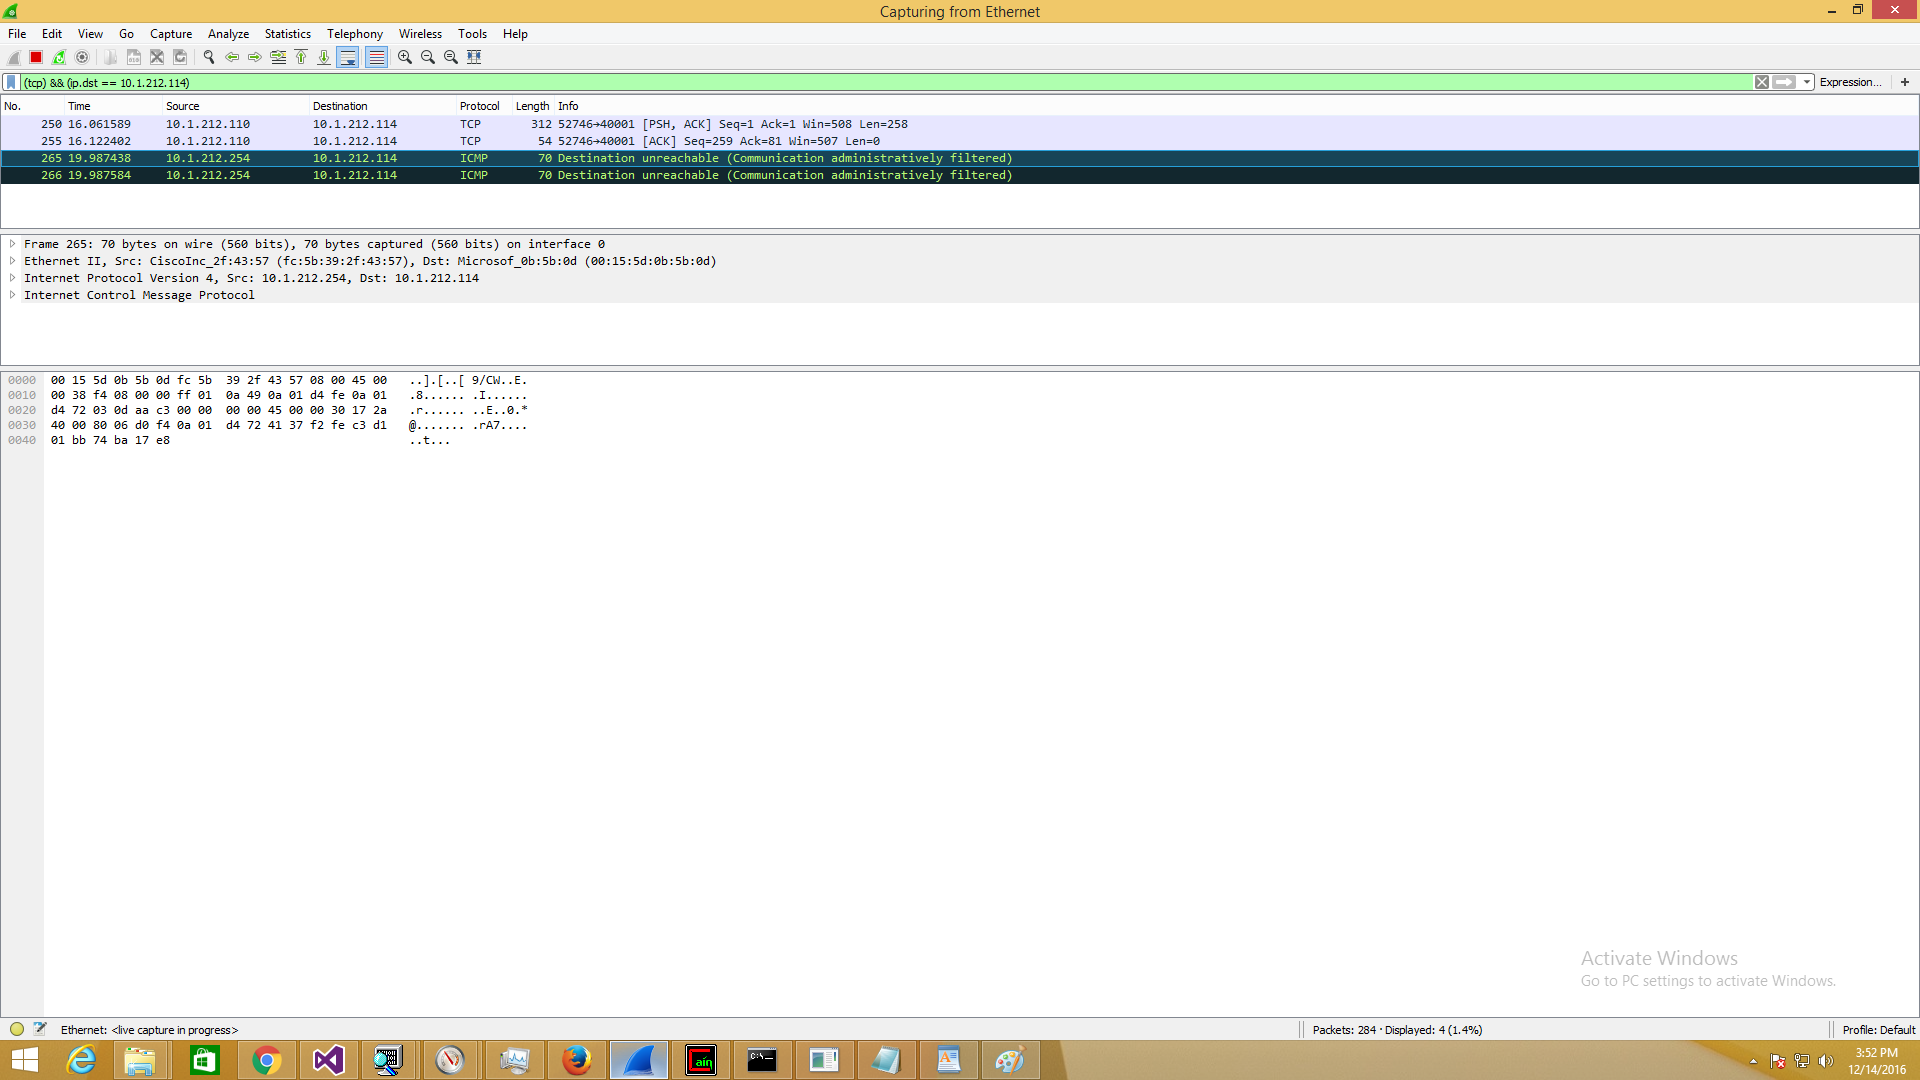 Capturing from Ethernet
File Edit View Go Capture Analyze Statistics Telephony Wireless Tools Help
(tcp) && (ip.dst == 10.1.212.114)
Expression... +
No. Time Source Destination Protocol Length Info
250 16.061589 10.1.212.110 10.1.212.114 TCP 312 52746→40001 [PSH, ACK] Seq=1 Ack=1 Win=508 Len=258
255 16.122402 10.1.212.110 10.1.212.114 TCP 54 52746→40001 [ACK] Seq=259 Ack=81 Win=507 Len=0
265 19.987438 10.1.212.254 10.1.212.114 ICMP 70 Destination unreachable (Communication administratively filtered)
266 19.987584 10.1.212.254 10.1.212.114 ICMP 70 Destination unreachable (Communication administratively filtered)
Frame 265: 70 bytes on wire (560 bits), 70 bytes captured (560 bits) on interface 0
Ethernet II, Src: CiscoInc_2f:43:57 (fc:5b:39:2f:43:57), Dst: Microsof_0b:5b:0d (00:15:5d:0b:5b:0d)
Internet Protocol Version 4, Src: 10.1.212.254, Dst: 10.1.212.114
Internet Control Message Protocol
0000 00 15 5d 0b 5b 0d fc 5b 39 2f 43 57 08 00 45 00 ..].[..[ 9/CW..E.
0010 00 38 f4 08 00 00 ff 01 0a 49 0a 01 d4 fe 0a 01 .8...... .I......
0020 d4 72 03 0d aa c3 00 00 00 00 45 00 00 30 17 2a .r...... ..E..0.*
0030 40 00 80 06 d0 f4 0a 01 d4 72 41 37 f2 fe c3 d1 @....... .rA7....
0040 01 bb 74 ba 17 e8 ..t...
Activate Windows
Go to PC settings to activate Windows.
Ethernet: <live capture in progress>
Packets: 284 · Displayed: 4 (1.4%)
Profile: Default
3:52 PM
12/14/2016